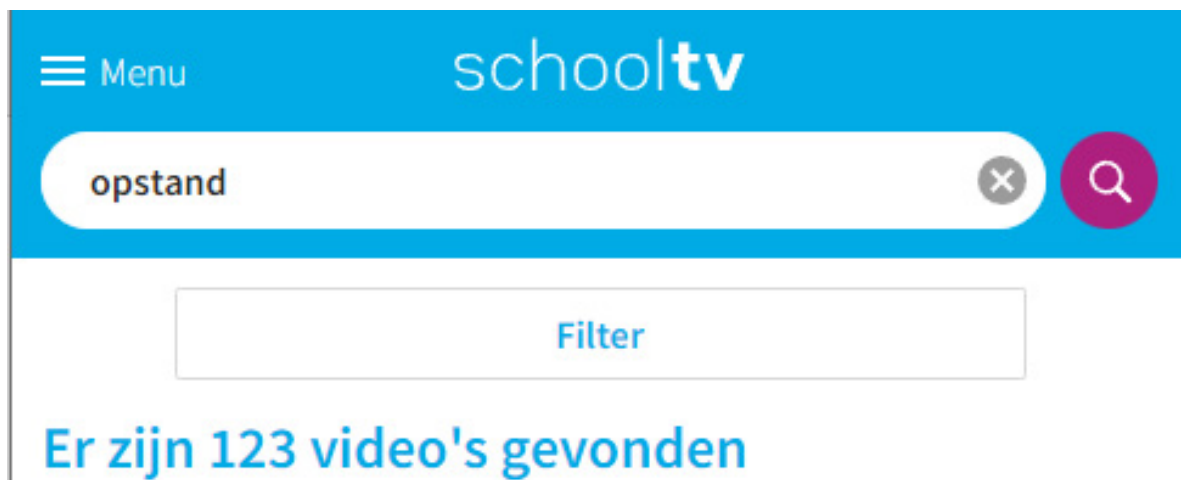 Menu
schooltv
opstand
Filter
Er zijn 123 video's gevonden